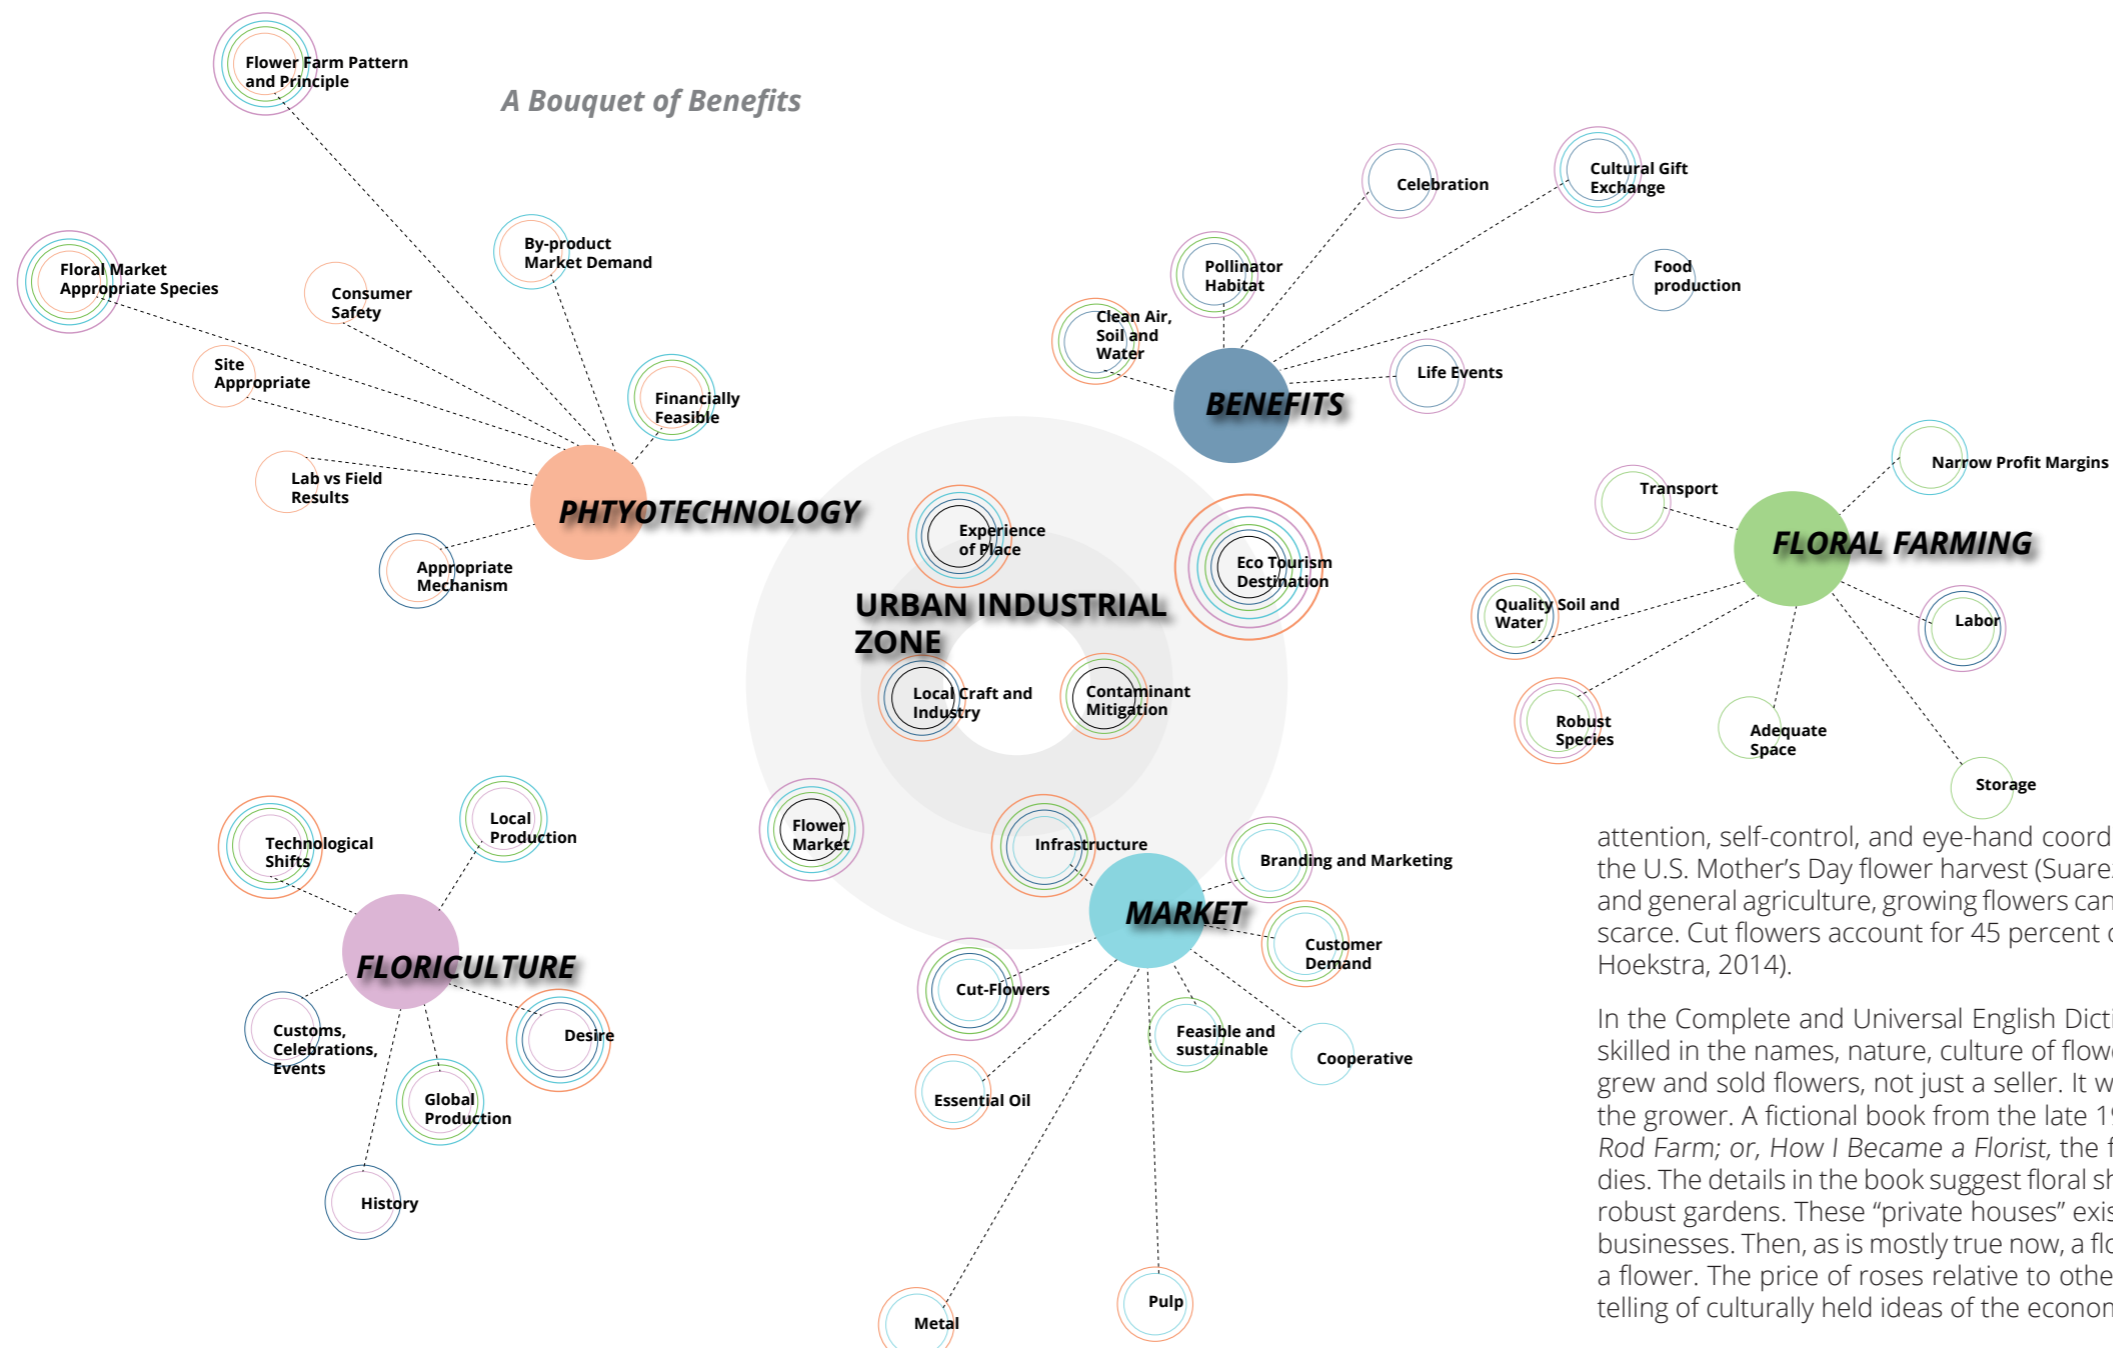 Flower Farm Pattern
and Principle
A Bouquet of Benefits
Floral Market
Appropriate Species
Consumer
Safety
By-product
Market Demand
Site
Appropriate
Financially
Feasible
Lab vs Field
Results
Appropriate
Mechanism
PHTYOTECHNOLOGY
Celebration
Cultural Gift
Exchange
Pollinator
Habitat
Food
production
Clean Air,
Soil and
Water
Life Events
BENEFITS
Narrow Profit Margins
Transport
FLORAL FARMING
Quality Soil and
Water
Labor
Robust
Species
Adequate
Space
Storage
Experience
of Place
Eco Tourism
Destination
URBAN INDUSTRIAL
ZONE
Local Craft and
Industry
Contaminant
Mitigation
Flower
Market
Technological
Shifts
Local
Production
FLORICULTURE
Customs,
Celebrations,
Events
Desire
Global
Production
History
Infrastructure
Branding and Marketing
MARKET
Customer
Demand
Cut-Flowers
Feasible and
sustainable
Cooperative
Essential Oil
Metal
Pulp
attention, self-control, and eye-hand coord
the U.S. Mother's Day flower harvest (Suare
and general agriculture, growing flowers can
scarce. Cut flowers account for 45 percent
Hoekstra, 2014).
In the Complete and Universal English Dicti
skilled in the names, nature, culture of flow
grew and sold flowers, not just a seller. It w
the grower. A fictional book from the late 19
Rod Farm; or, How I Became a Florist, the f
dies. The details in the book suggest floral sh
robust gardens. These “private houses” exis
businesses. Then, as is mostly true now, a flo
a flower. The price of roses relative to othe
telling of culturally held ideas of the econom